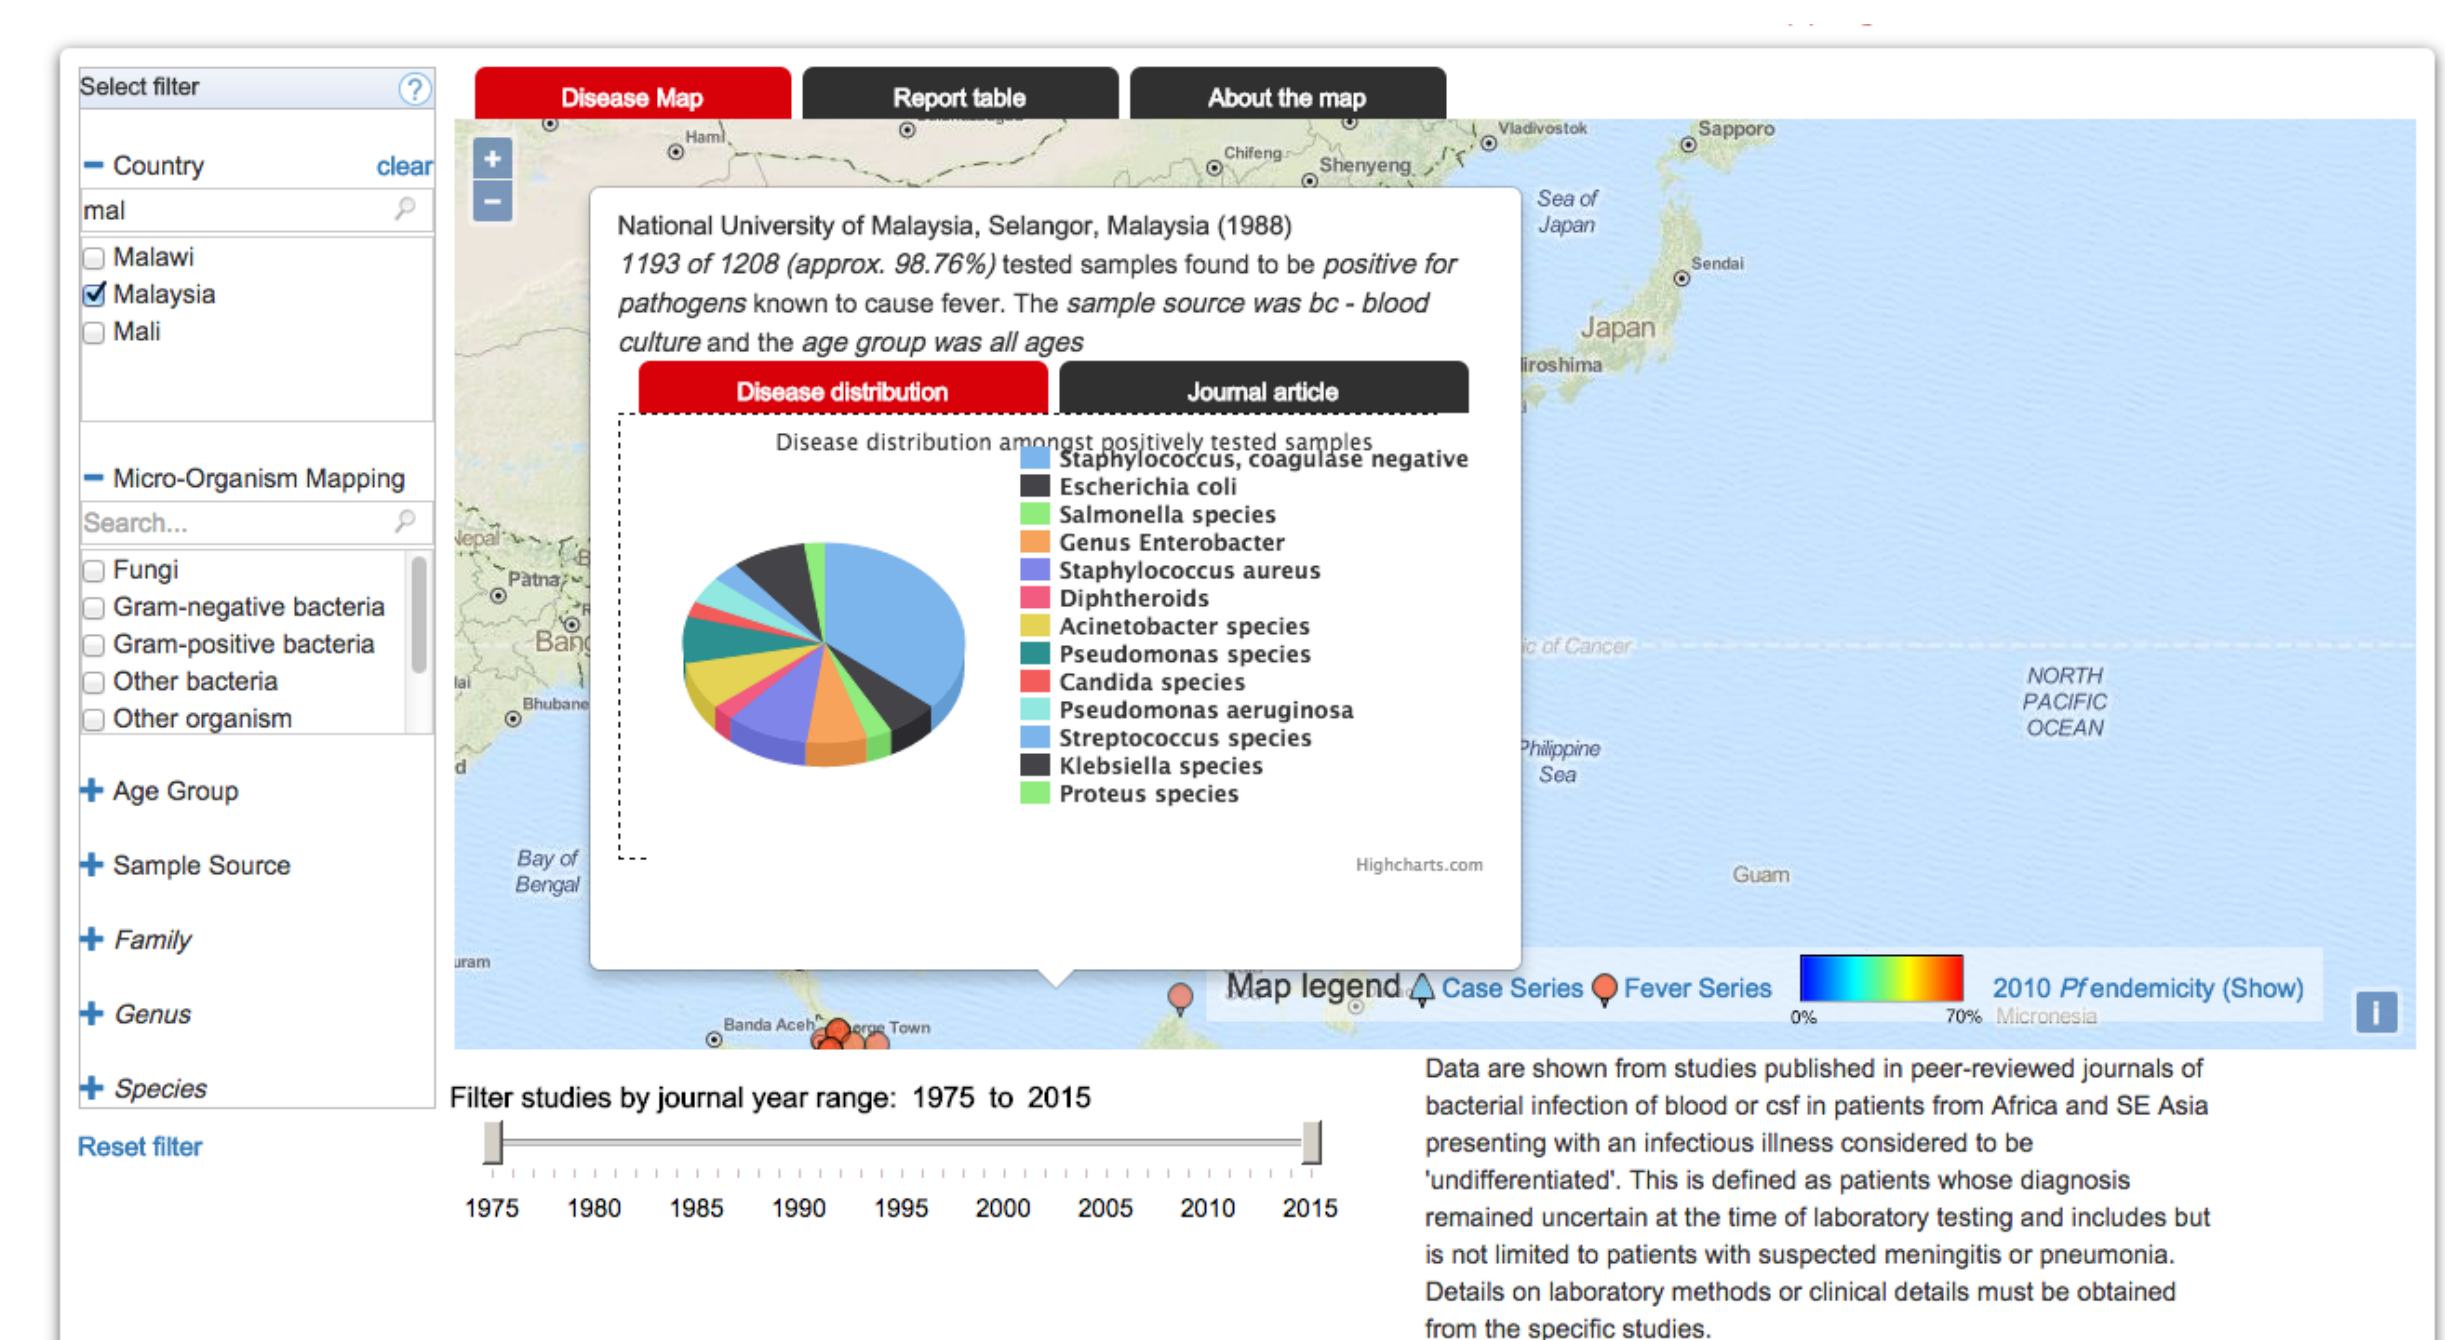 Select filter
?
Country clear
mal
Malawi
Malaysia
Mali
Micro-Organism Mapping
Search...
Fungi
Gram-negative bacteria
Gram-positive bacteria
Other bacteria
Other organism
Age Group
Sample Source
Family
Genus
Species
Reset filter
Disease Map
Report table
About the map
+
−
Hami
Chifeng
Shenyeng
Vladivostok
Sapporo
Sea of
Japan
Sendai
Japan
iroshima
National University of Malaysia, Selangor, Malaysia (1988)
1193 of 1208 (approx. 98.76%) tested samples found to be positive for
pathogens known to cause fever. The sample source was bc - blood
culture and the age group was all ages
Disease distribution
Journal article
Disease distribution amongst positively tested samples
Staphylococcus, coagulase negative
Escherichia coli
Salmonella species
Genus Enterobacter
Staphylococcus aureus
Diphtheroids
Acinetobacter species
Pseudomonas species
Candida species
Pseudomonas aeruginosa
Streptococcus species
Klebsiella species
Proteus species
Highcharts.com
Nepal
Patna
Bang
Bhubane
Bay of
Bengal
uram
ic of Cancer
NORTH
PACIFIC
OCEAN
Philippine
Sea
Guam
Banda Aceh
orge Town
Map legend Case Series Fever Series
0% 70%
2010 Pf endemicity (Show)
Micronesia
i
Filter studies by journal year range: 1975 to 2015
1975 1980 1985 1990 1995 2000 2005 2010 2015
Data are shown from studies published in peer-reviewed journals of
bacterial infection of blood or csf in patients from Africa and SE Asia
presenting with an infectious illness considered to be
'undifferentiated'. This is defined as patients whose diagnosis
remained uncertain at the time of laboratory testing and includes but
is not limited to patients with suspected meningitis or pneumonia.
Details on laboratory methods or clinical details must be obtained
from the specific studies.